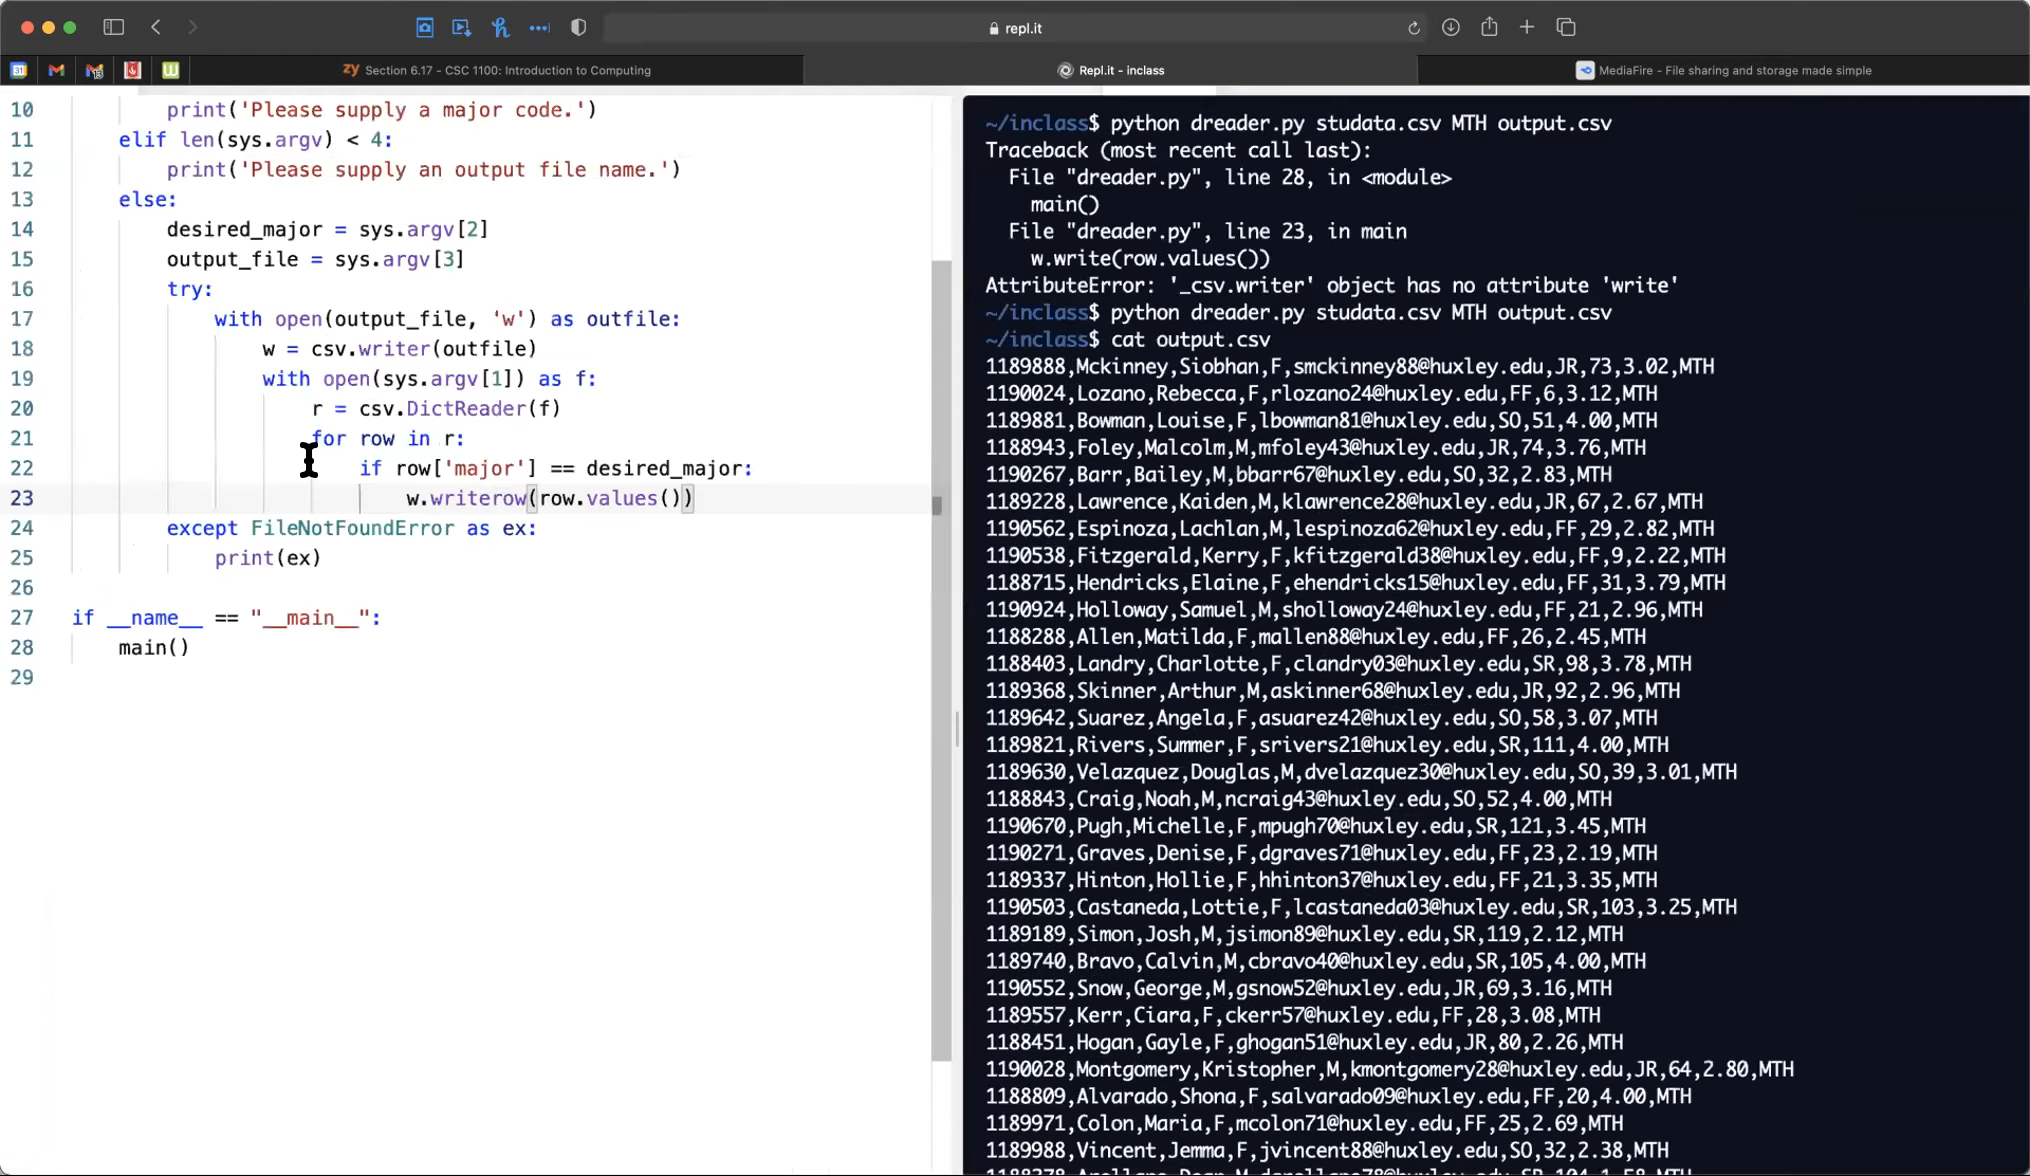 repl.it
Section 6.17 - CSC 1100: Introduction to Computing
Repl.it - inclass
MediaFire - File sharing and storage made simple
10 print('Please supply a major code.')
11 elif len(sys.argv) < 4:
12 print('Please supply an output file name.')
13 else:
14 desired_major = sys.argv[2]
15 output_file = sys.argv[3]
16 try:
17 with open(output_file, 'w') as outfile:
18 w = csv.writer(outfile)
19 with open(sys.argv[1]) as f:
20 r = csv.DictReader(f)
21 for row in r:
22 if row['major'] == desired_major:
23 w.writerow(row.values())
24 except FileNotFoundError as ex:
25 print(ex)
26
27 if __name__ == "__main__":
28 main()
29
~/inclass$ python dreader.py studata.csv MTH output.csv
Traceback (most recent call last):
File "dreader.py", line 28, in <module>
main()
File "dreader.py", line 23, in main
w.write(row.values())
AttributeError: '_csv.writer' object has no attribute 'write'
~/inclass$ python dreader.py studata.csv MTH output.csv
~/inclass$ cat output.csv
1189888,Mckinney,Siobhan,F,smckinney88@huxley.edu,JR,73,3.02,MTH
1190024,Lozano,Rebecca,F,rlozano24@huxley.edu,FF,6,3.12,MTH
1189881,Bowman,Louise,F,lbowman81@huxley.edu,SO,51,4.00,MTH
1188943,Foley,Malcolm,M,mfoley43@huxley.edu,JR,74,3.76,MTH
1190267,Barr,Bailey,M,bbarr67@huxley.edu,SO,32,2.83,MTH
1189228,Lawrence,Kaiden,M,klawrence28@huxley.edu,JR,67,2.67,MTH
1190562,Espinoza,Lachlan,M,lespinoza62@huxley.edu,FF,29,2.82,MTH
1190538,Fitzgerald,Kerry,F,kfitzgerald38@huxley.edu,FF,9,2.22,MTH
1188715,Hendricks,Elaine,F,ehendricks15@huxley.edu,FF,31,3.79,MTH
1190924,Holloway,Samuel,M,sholloway24@huxley.edu,FF,21,2.96,MTH
1188288,Allen,Matilda,F,mallen88@huxley.edu,FF,26,2.45,MTH
1188403,Landry,Charlotte,F,clandry03@huxley.edu,SR,98,3.78,MTH
1189368,Skinner,Arthur,M,askinner68@huxley.edu,JR,92,2.96,MTH
1189642,Suarez,Angela,F,asuarez42@huxley.edu,SO,58,3.07,MTH
1189821,Rivers,Summer,F,srivers21@huxley.edu,SR,111,4.00,MTH
1189630,Velazquez,Douglas,M,dvelazquez30@huxley.edu,SO,39,3.01,MTH
1188843,Craig,Noah,M,ncraig43@huxley.edu,SO,52,4.00,MTH
1190670,Pugh,Michelle,F,mpugh70@huxley.edu,SR,121,3.45,MTH
1190271,Graves,Denise,F,dgraves71@huxley.edu,FF,23,2.19,MTH
1189337,Hinton,Hollie,F,hhinton37@huxley.edu,FF,21,3.35,MTH
1190503,Castaneda,Lottie,F,lcastaneda03@huxley.edu,SR,103,3.25,MTH
1189189,Simon,Josh,M,jsimon89@huxley.edu,SR,119,2.12,MTH
1189740,Bravo,Calvin,M,cbravo40@huxley.edu,SR,105,4.00,MTH
1190552,Snow,George,M,gsnow52@huxley.edu,JR,69,3.16,MTH
1189557,Kerr,Ciara,F,ckerr57@huxley.edu,FF,28,3.08,MTH
1188451,Hogan,Gayle,F,ghogan51@huxley.edu,JR,80,2.26,MTH
1190028,Montgomery,Kristopher,M,kmontgomery28@huxley.edu,JR,64,2.80,MTH
1188809,Alvarado,Shona,F,salvarado09@huxley.edu,FF,20,4.00,MTH
1189971,Colon,Maria,F,mcolon71@huxley.edu,FF,25,2.69,MTH
1189988,Vincent,Jemma,F,jvincent88@huxley.edu,SO,32,2.38,MTH